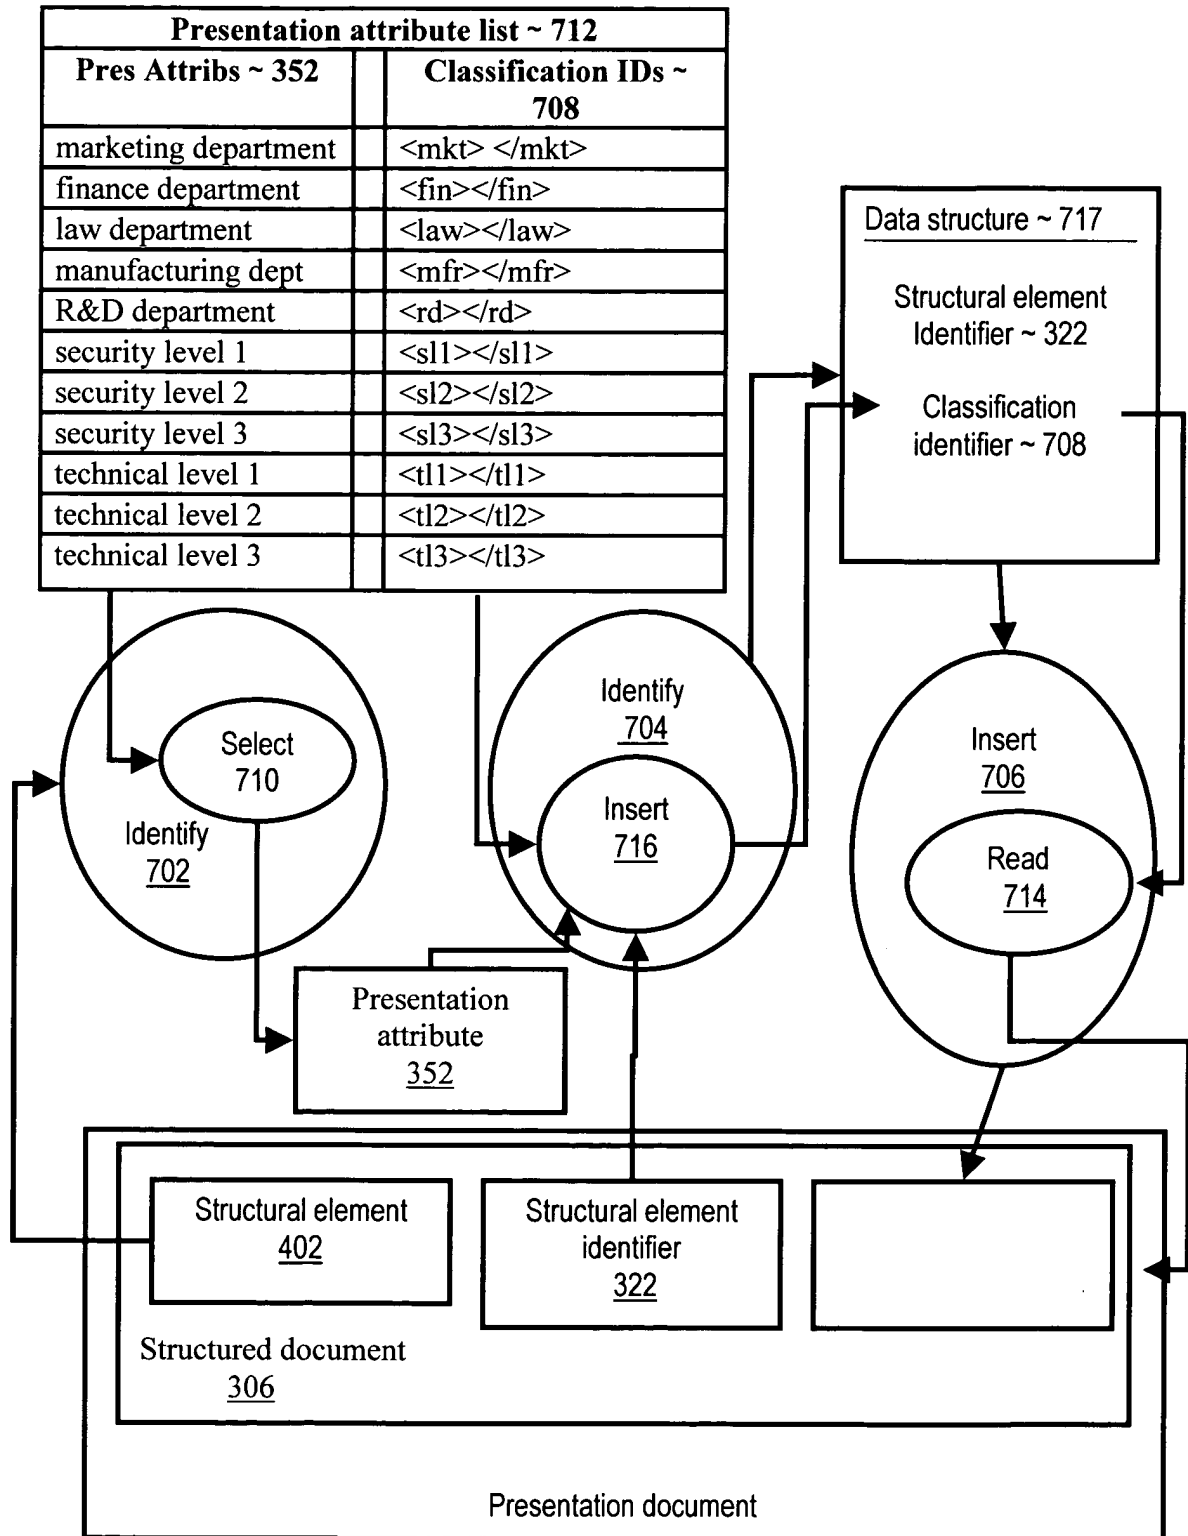 Presentation attribute list ~ 712
Pres Attribs ~ 352 Classification IDs ~
708
marketing department <mkt> </mkt>
finance department <fin></fin>
law department <law></law>
manufacturing dept <mfr></mfr>
R&D department <rd></rd>
security level 1 <sl1></sl1>
security level 2 <sl2></sl2>
security level 3 <sl3></sl3>
technical level 1 <tl1></tl1>
technical level 2 <tl2></tl2>
technical level 3 <tl3></tl3>
Data structure ~ 717
Structural element
Identifier ~ 322
Classification
identifier ~ 708
Select
710
Identify
702
Identify
704
Insert
716
Insert
706
Read
714
Presentation
attribute
352
Structural element
402
Structural element
identifier
322
Structured document
306
Presentation document